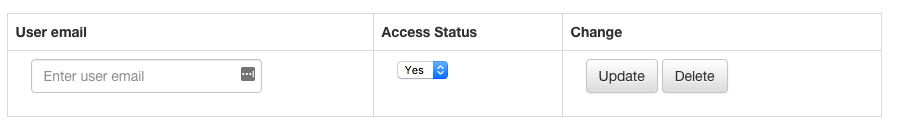 User email Access Status Change
Enter user email Yes Update Delete